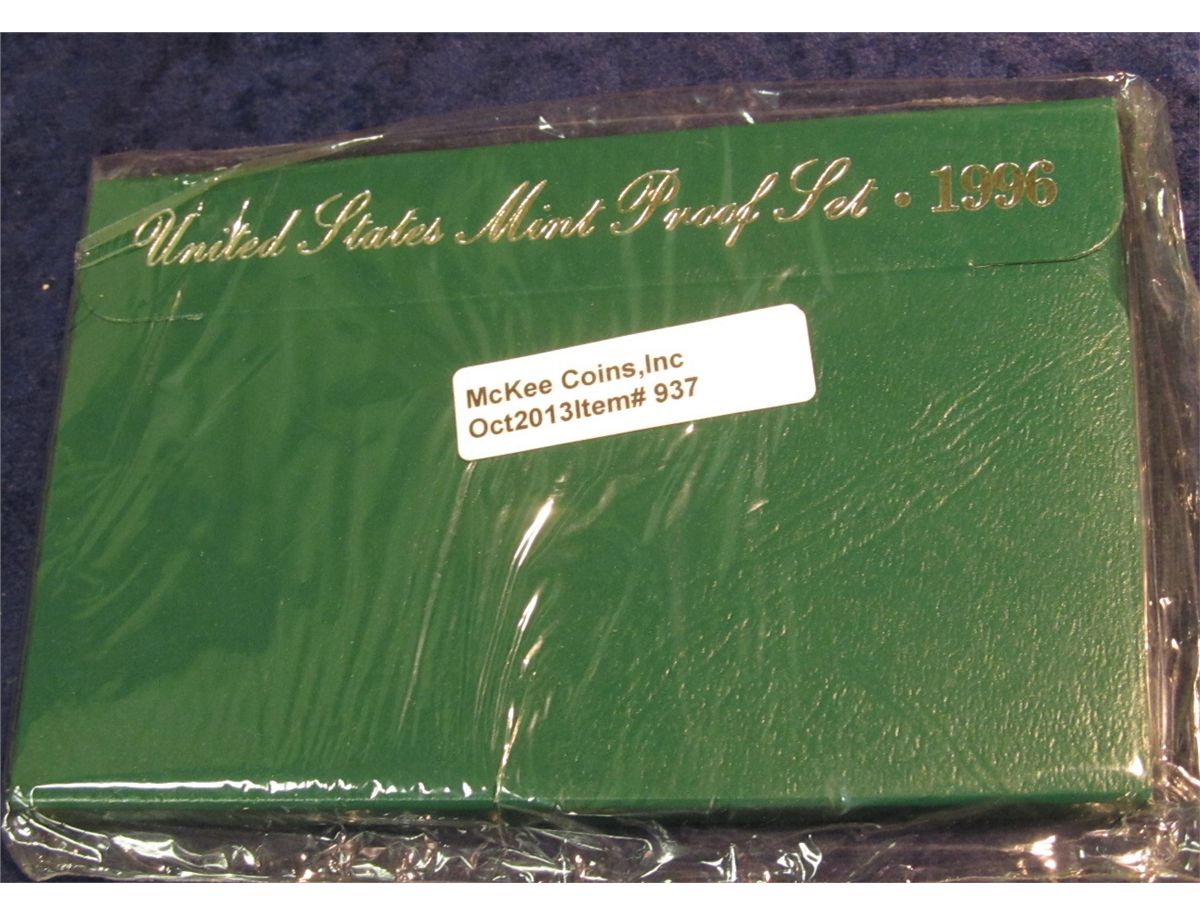 United States Mint Proof Set · 1996
McKee Coins,Inc
Oct2013Item# 937